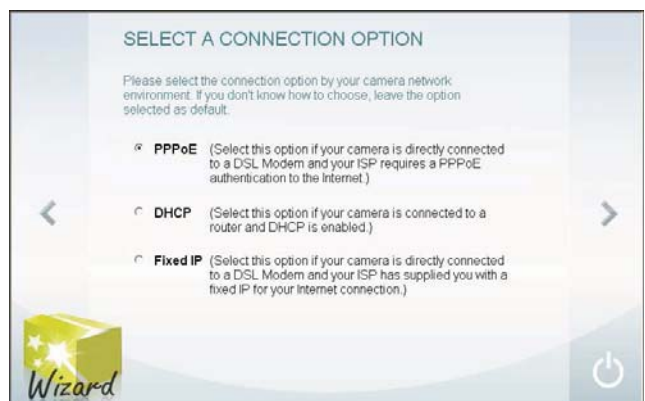 SELECT A CONNECTION OPTION
Please select the connection option by your camera network
environment. If you don't know how to choose, leave the option
selected as default.
PPPoE (Select this option if your camera is directly connected
to a DSL Modem and your ISP requires a PPPoE
authentication to the Internet.)
DHCP (Select this option if your camera is connected to a
router and DHCP is enabled.)
Fixed IP (Select this option if your camera is directly connected
to a DSL Modem and your ISP has supplied you with a
fixed IP for your Internet connection.)
Wizard